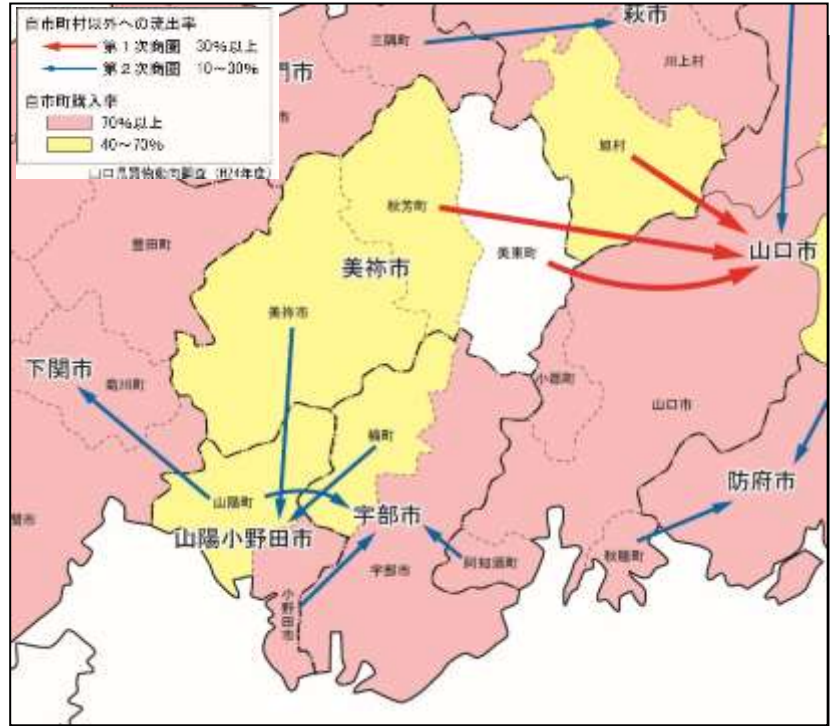 自市町村以外への流出率
第1次商圏 30%以上
第2次商圏 10~30%
自市町購入率
70%以上
40~70%
山口県買物動向調査(H24年度)
三隅町
萩市
川上村
門市
市
旭村
秋芳町
美東町
山口市
豊田町
美祢市
美祢市
下関市
菊川町
小郡町
山口市
楠町
山陽町
防府市
宇部市
山陽小野田市
関市
宇部市
阿知須町
秋穂町
小野田市